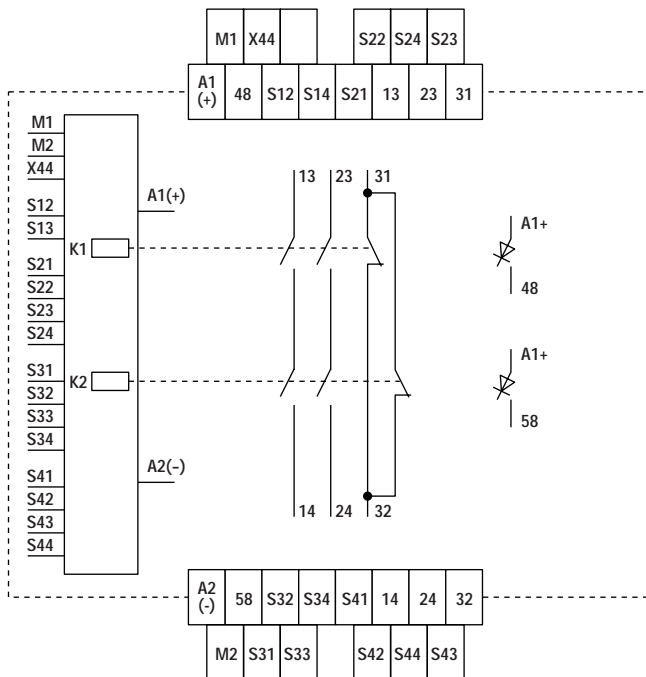 M1 X44 S22 S24 S23
A1 (+) 48 S12 S14 S21 13 23 31
M1
M2
X44
S12
S13
S21
S22
S23
S24
S31
S32
S33
S34
S41
S42
S43
S44
A1(+)
K1
K2
A2(–)
13 23 31
14 24 32
A1+
48
A1+
58
A2 (-) 58 S32 S34 S41 14 24 32
M2 S31 S33 S42 S44 S43